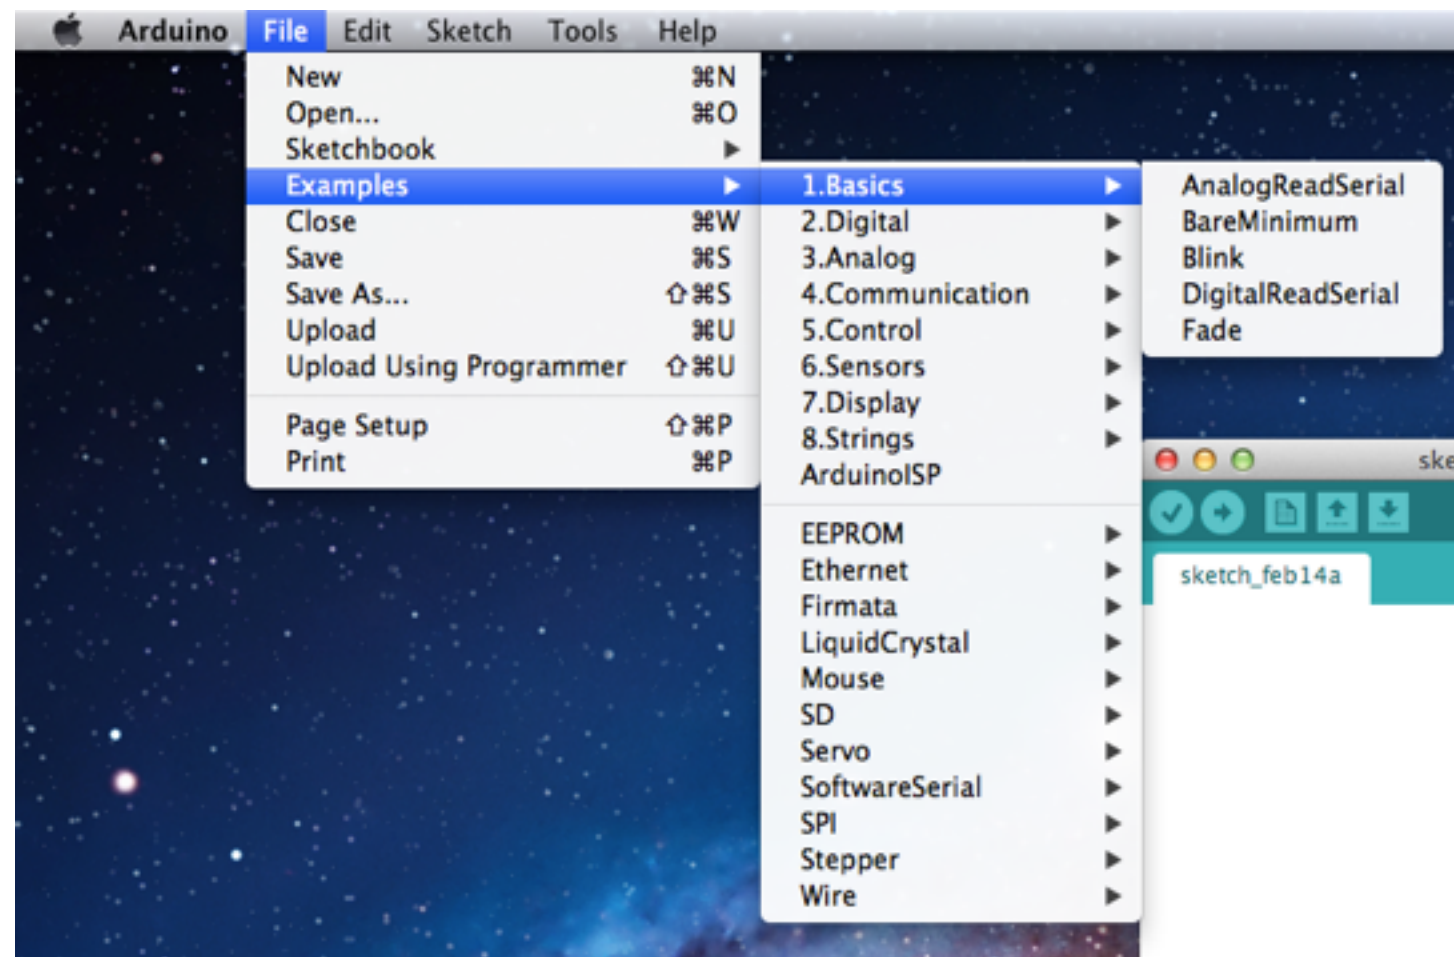 Arduino File Edit Sketch Tools Help
New ⌘N
Open... ⌘O
Sketchbook
Examples
Close ⌘W
Save ⌘S
Save As... ⇧⌘S
Upload ⌘U
Upload Using Programmer ⇧⌘U
Page Setup ⇧⌘P
Print ⌘P
1.Basics
2.Digital
3.Analog
4.Communication
5.Control
6.Sensors
7.Display
8.Strings
ArduinoISP
EEPROM
Ethernet
Firmata
LiquidCrystal
Mouse
SD
Servo
SoftwareSerial
SPI
Stepper
Wire
AnalogReadSerial
BareMinimum
Blink
DigitalReadSerial
Fade
ske
sketch_feb14a